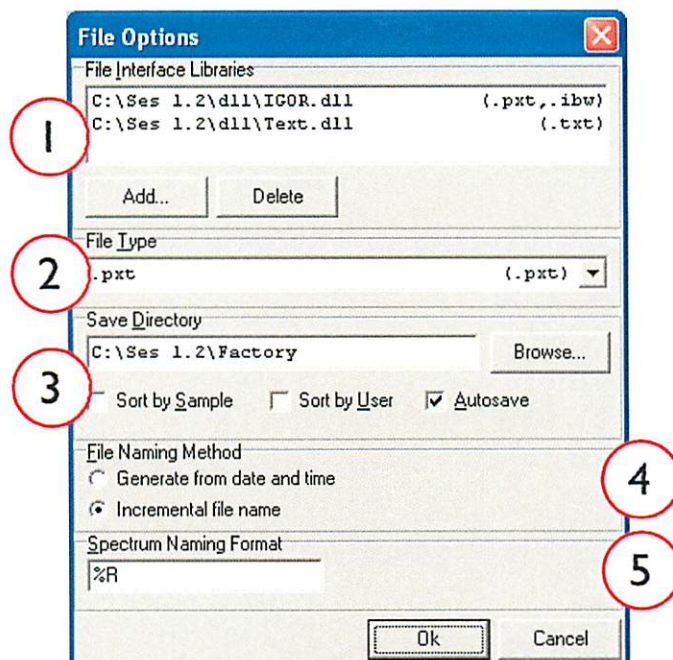 File Options
File Interface Libraries
C:\Ses 1.2\dll\IGOR.dll (.pxt,.ibw)
C:\Ses 1.2\dll\Text.dll (.txt)
1
Add... Delete
File Type
2
.pxt (.pxt)
Save Directory
C:\Ses 1.2\Factory Browse...
3
Sort by Sample Sort by User Autosave
File Naming Method
Generate from date and time
4
Incremental file name
Spectrum Naming Format
5
%R
Ok Cancel